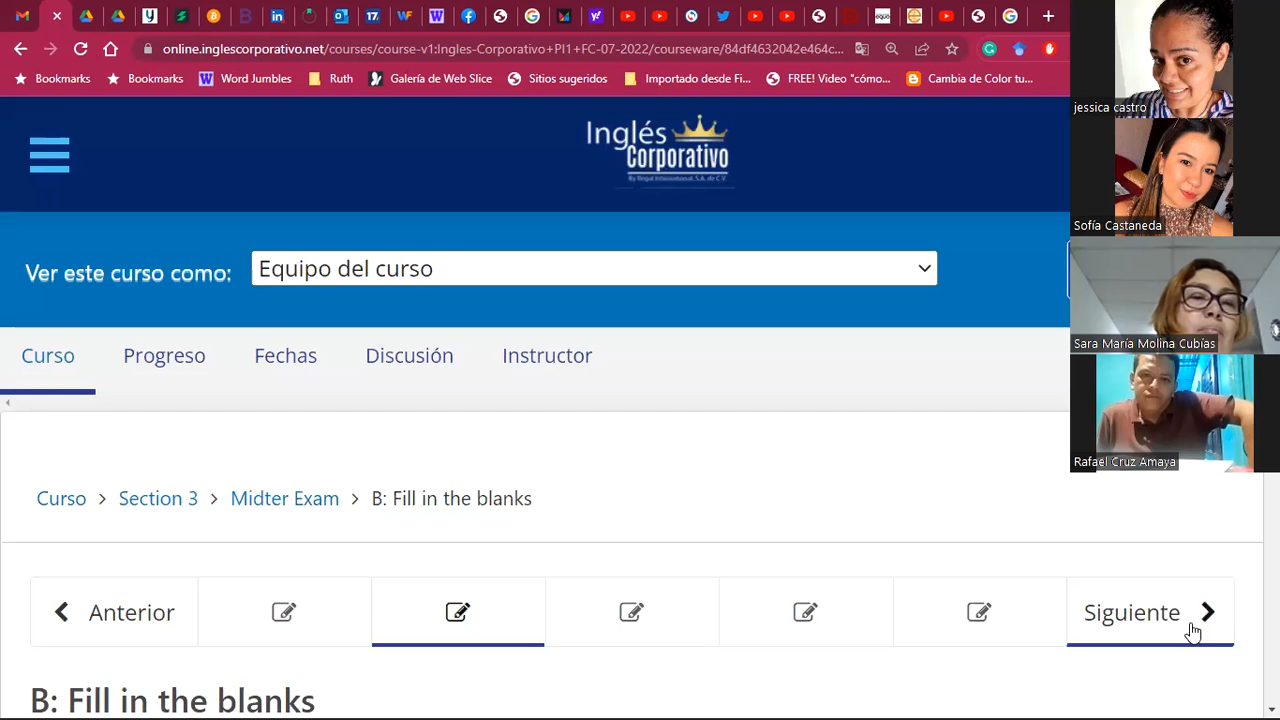 online.inglescorporativo.net/courses/course-v1:Ingles-Corporativo+PI1+FC-07-2022/courseware/84df4632042e464c...
Bookmarks Bookmarks Word Jumbles Ruth Galería de Web Slice Sitios sugeridos Importado desde Fi... FREE! Video "cómo... Cambia de Color tu...
jessica castro
Inglés
Corporativo
Sofía Castaneda
Ver este curso como: Equipo del curso
Sara María Molina Cubías
Curso Progreso Fechas Discusión Instructor
Rafael Cruz Amaya
Curso > Section 3 > Midter Exam > B: Fill in the blanks
Anterior Siguiente
B: Fill in the blanks